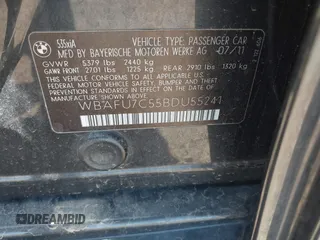 BMW
535xiA
VEHICLE TYPE: PASSENGER CAR
MFD BY BAYERISCHE MOTOREN WERKE AG -07/11
GVWR 5379 lbs 2440 kg
GAWR FRONT 2701 lbs 1225 kg REAR 2910 lbs 1320 kg
THIS VEHICLE CONFORMS TO ALL APPLICABLE
FEDERAL MOTOR VEHICLE SAFETY, BUMPER AND
THEFT PREVENTION STANDARDS IN EFFECT ON THE DATE
OF MANUFACTURE SHOWN ABOVE.
WBAFU7C55BDU55241
DREAMBID